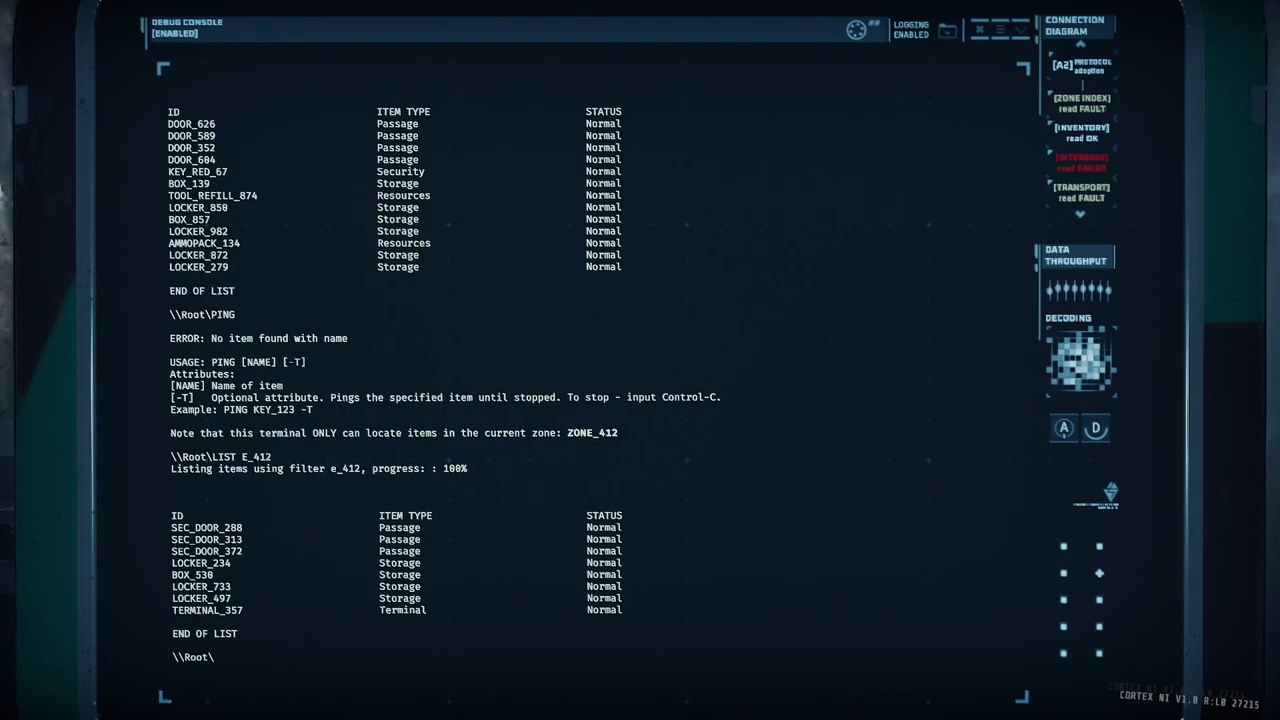 DEBUG CONSOLE
[ENABLED]
LOGGING
ENABLED
ID ITEM TYPE STATUS
DOOR_626 Passage Normal
DOOR_589 Passage Normal
DOOR_352 Passage Normal
DOOR_604 Passage Normal
KEY_RED_67 Security Normal
BOX_139 Storage Normal
TOOL_REFILL_874 Resources Normal
LOCKER_850 Storage Normal
BOX_857 Storage Normal
LOCKER_982 Storage Normal
AMMOPACK_134 Resources Normal
LOCKER_872 Storage Normal
LOCKER_279 Storage Normal
END OF LIST
\\Root\PING
ERROR: No item found with name
USAGE: PING [NAME] [-T]
Attributes:
[NAME] Name of item
[-T] Optional attribute. Pings the specified item until stopped. To stop - input Control-C.
Example: PING KEY_123 -T
Note that this terminal ONLY can locate items in the current zone: ZONE_412
\\Root\LIST E_412
Listing items using filter e_412, progress: : 100%
ID ITEM TYPE STATUS
SEC_DOOR_288 Passage Normal
SEC_DOOR_313 Passage Normal
SEC_DOOR_372 Passage Normal
LOCKER_234 Storage Normal
BOX_530 Storage Normal
LOCKER_733 Storage Normal
LOCKER_497 Storage Normal
TERMINAL_357 Terminal Normal
END OF LIST
\\Root\
CONNECTION
DIAGRAM
[A2] PROTOCOL
adaption
[ZONE INDEX]
read FAULT
[INVENTORY]
read OK
read FAILED
[TRANSPORT]
read FAULT
DATA
THROUGHPUT
DECODING
A D
CORTEX NI V1.0 R:L0 27215